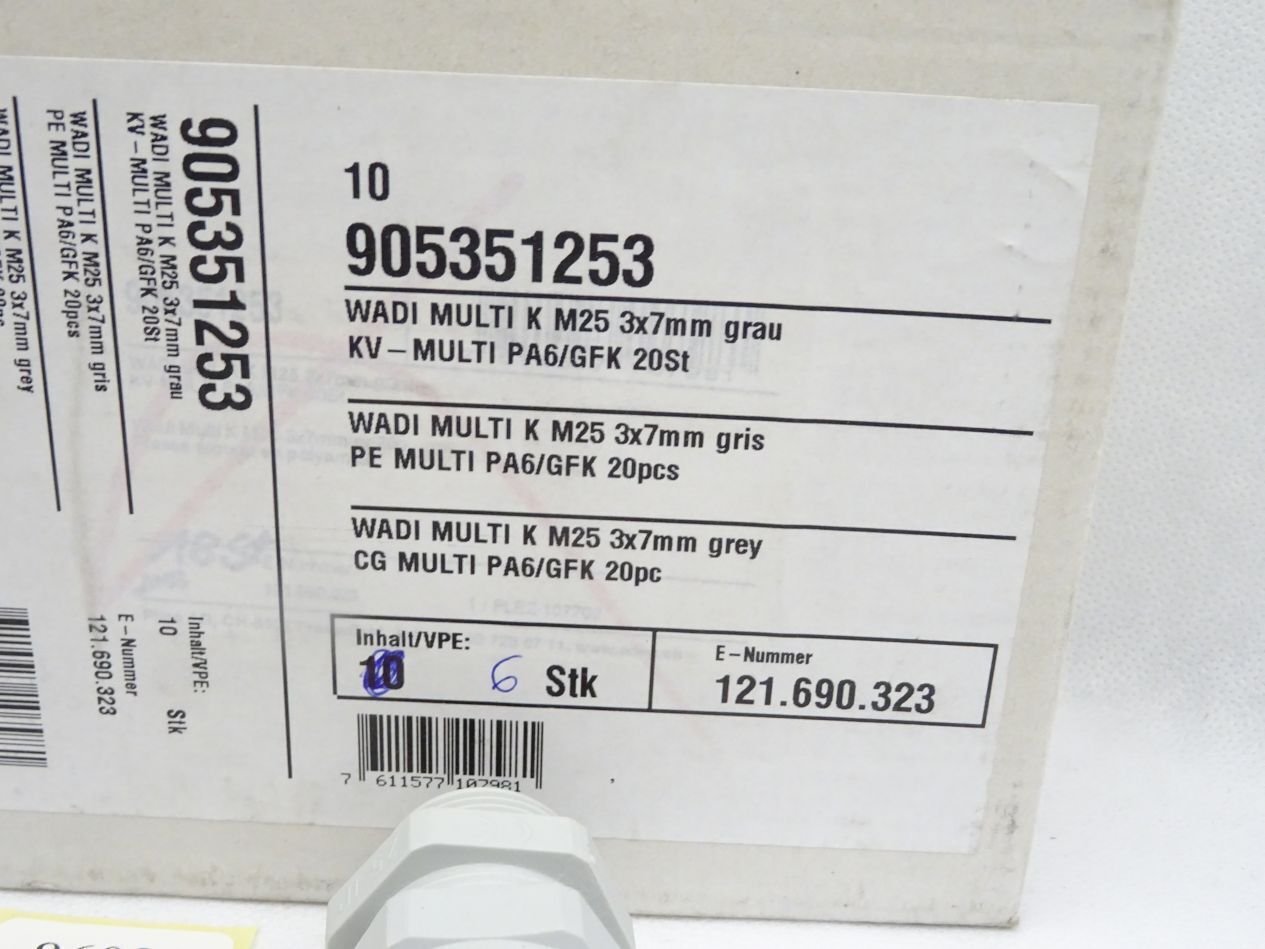 10
905351253
WADI MULTI K M25 3x7mm grau
KV-MULTI PA6/GFK 20St
WADI MULTI K M25 3x7mm gris
PE MULTI PA6/GFK 20pcs
WADI MULTI K M25 3x7mm grey
CG MULTI PA6/GFK 20pc
Inhalt/VPE:
10 6 Stk
E-Nummer
121.690.323
7 611577 107981
905351253
WADI MULTI K M25 3x7mm grau
KV-MULTI PA6/GFK 20St
WADI MULTI K M25 3x7mm gris
PE MULTI PA6/GFK 20pcs
WADI MULTI K M25 3x7mm grey
Inhalt/VPE:
10 Stk
E-Nummer
121.690.323